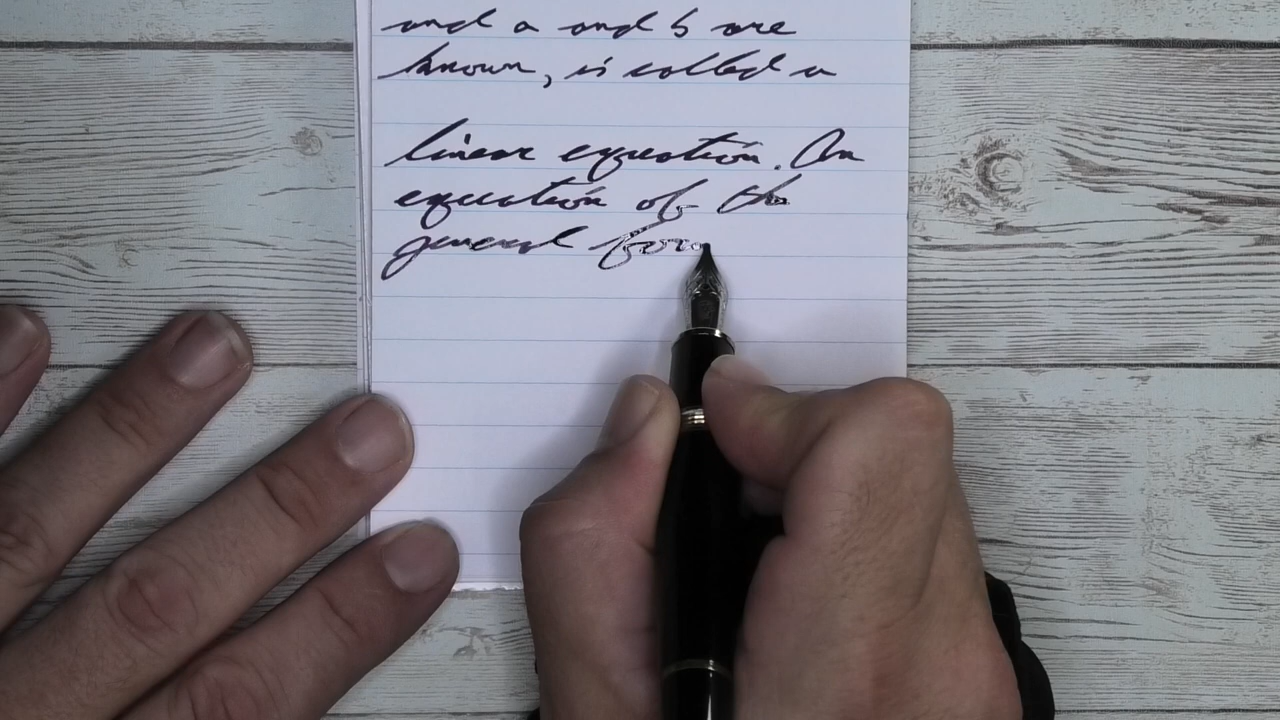 and a and b are
known, is called a
linear equation. An
equation of the
general form